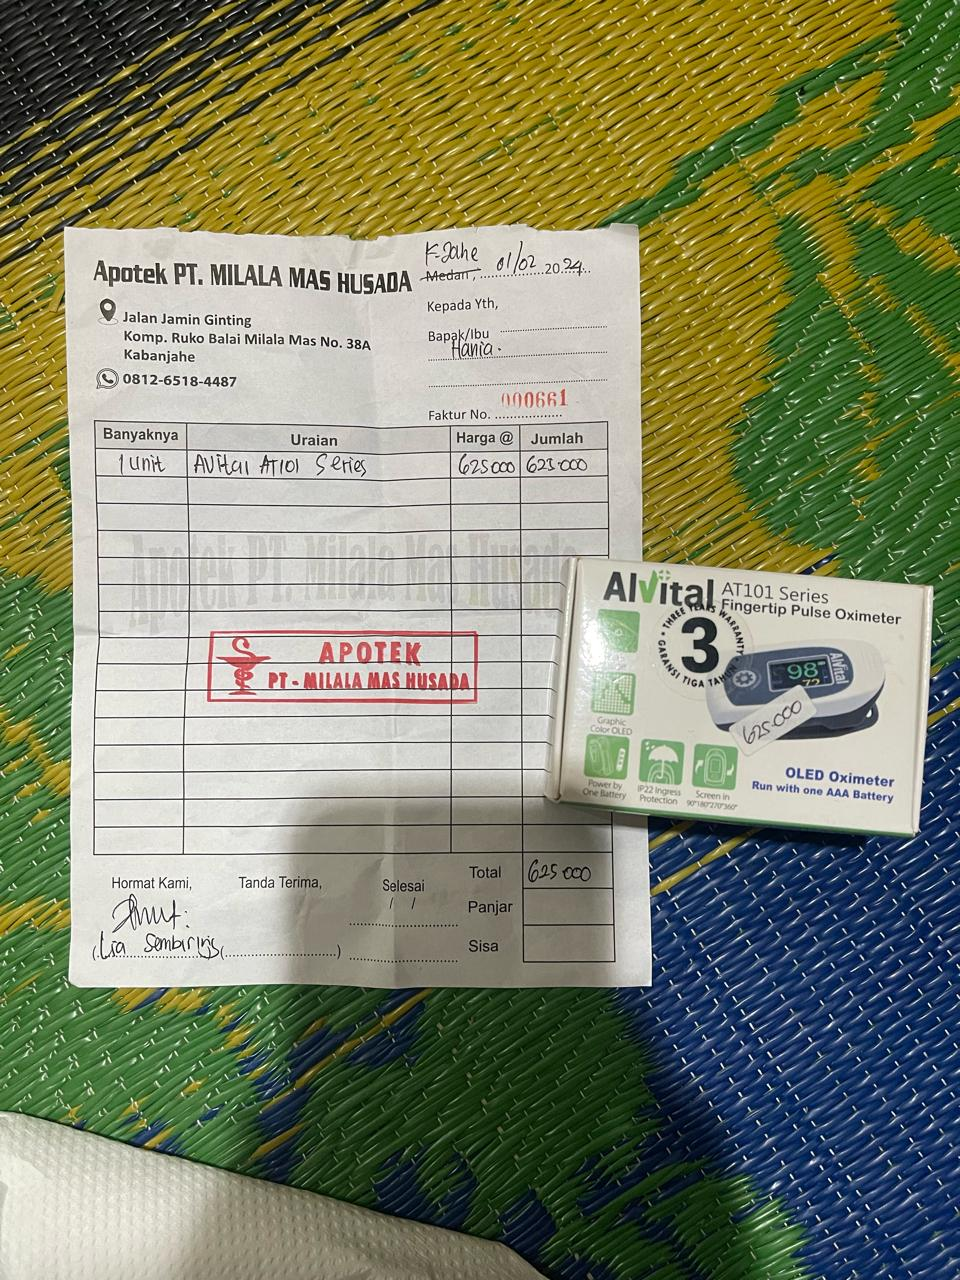 Apotek PT. MILALA MAS HUSADA
Jalan Jamin Ginting
Komp. Ruko Balai Milala Mas No. 38A
Kabanjahe
0812-6518-4487
K.Jahe
Medan, 01/02 2024
Kepada Yth,
Bapak/Ibu
Hania.
Faktur No. 000661
Banyaknya Uraian Harga @ Jumlah
1 Unit AVital AT101 Series 625000 625.000
Apotek PT. Milala Mas Husada
APOTEK
PT - MILALA MAS HUSADA
Total 625.000
Panjar
Sisa
Hormat Kami, Tanda Terima, Selesai
/ /
(Lia Sembiring) ( )
AlVital AT101 Series
Fingertip Pulse Oximeter
THREE YEARS WARRANTY
3
GARANSI TIGA TAHUN
98
72
AlVital
625.000
Graphic
Color OLED
Power by
One Battery
IP22 Ingress
Protection
Screen in
90°180°270°360°
OLED Oximeter
Run with one AAA Battery